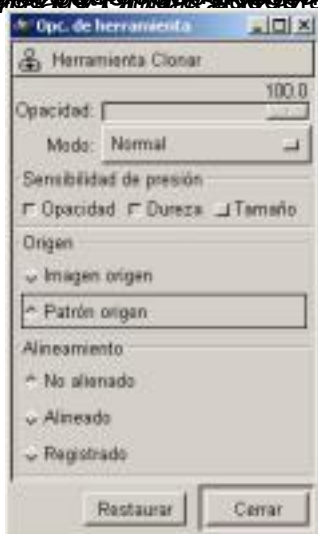 Opc. de herramienta
Herramienta Clonar
100.0
Opacidad:
Modo: Normal
Sensibilidad de presión
Opacidad Dureza Tamaño
Origen
Imagen origen
Patrón origen
Alineamiento
No alienado
Alineado
Registrado
Restaurar Cerrar